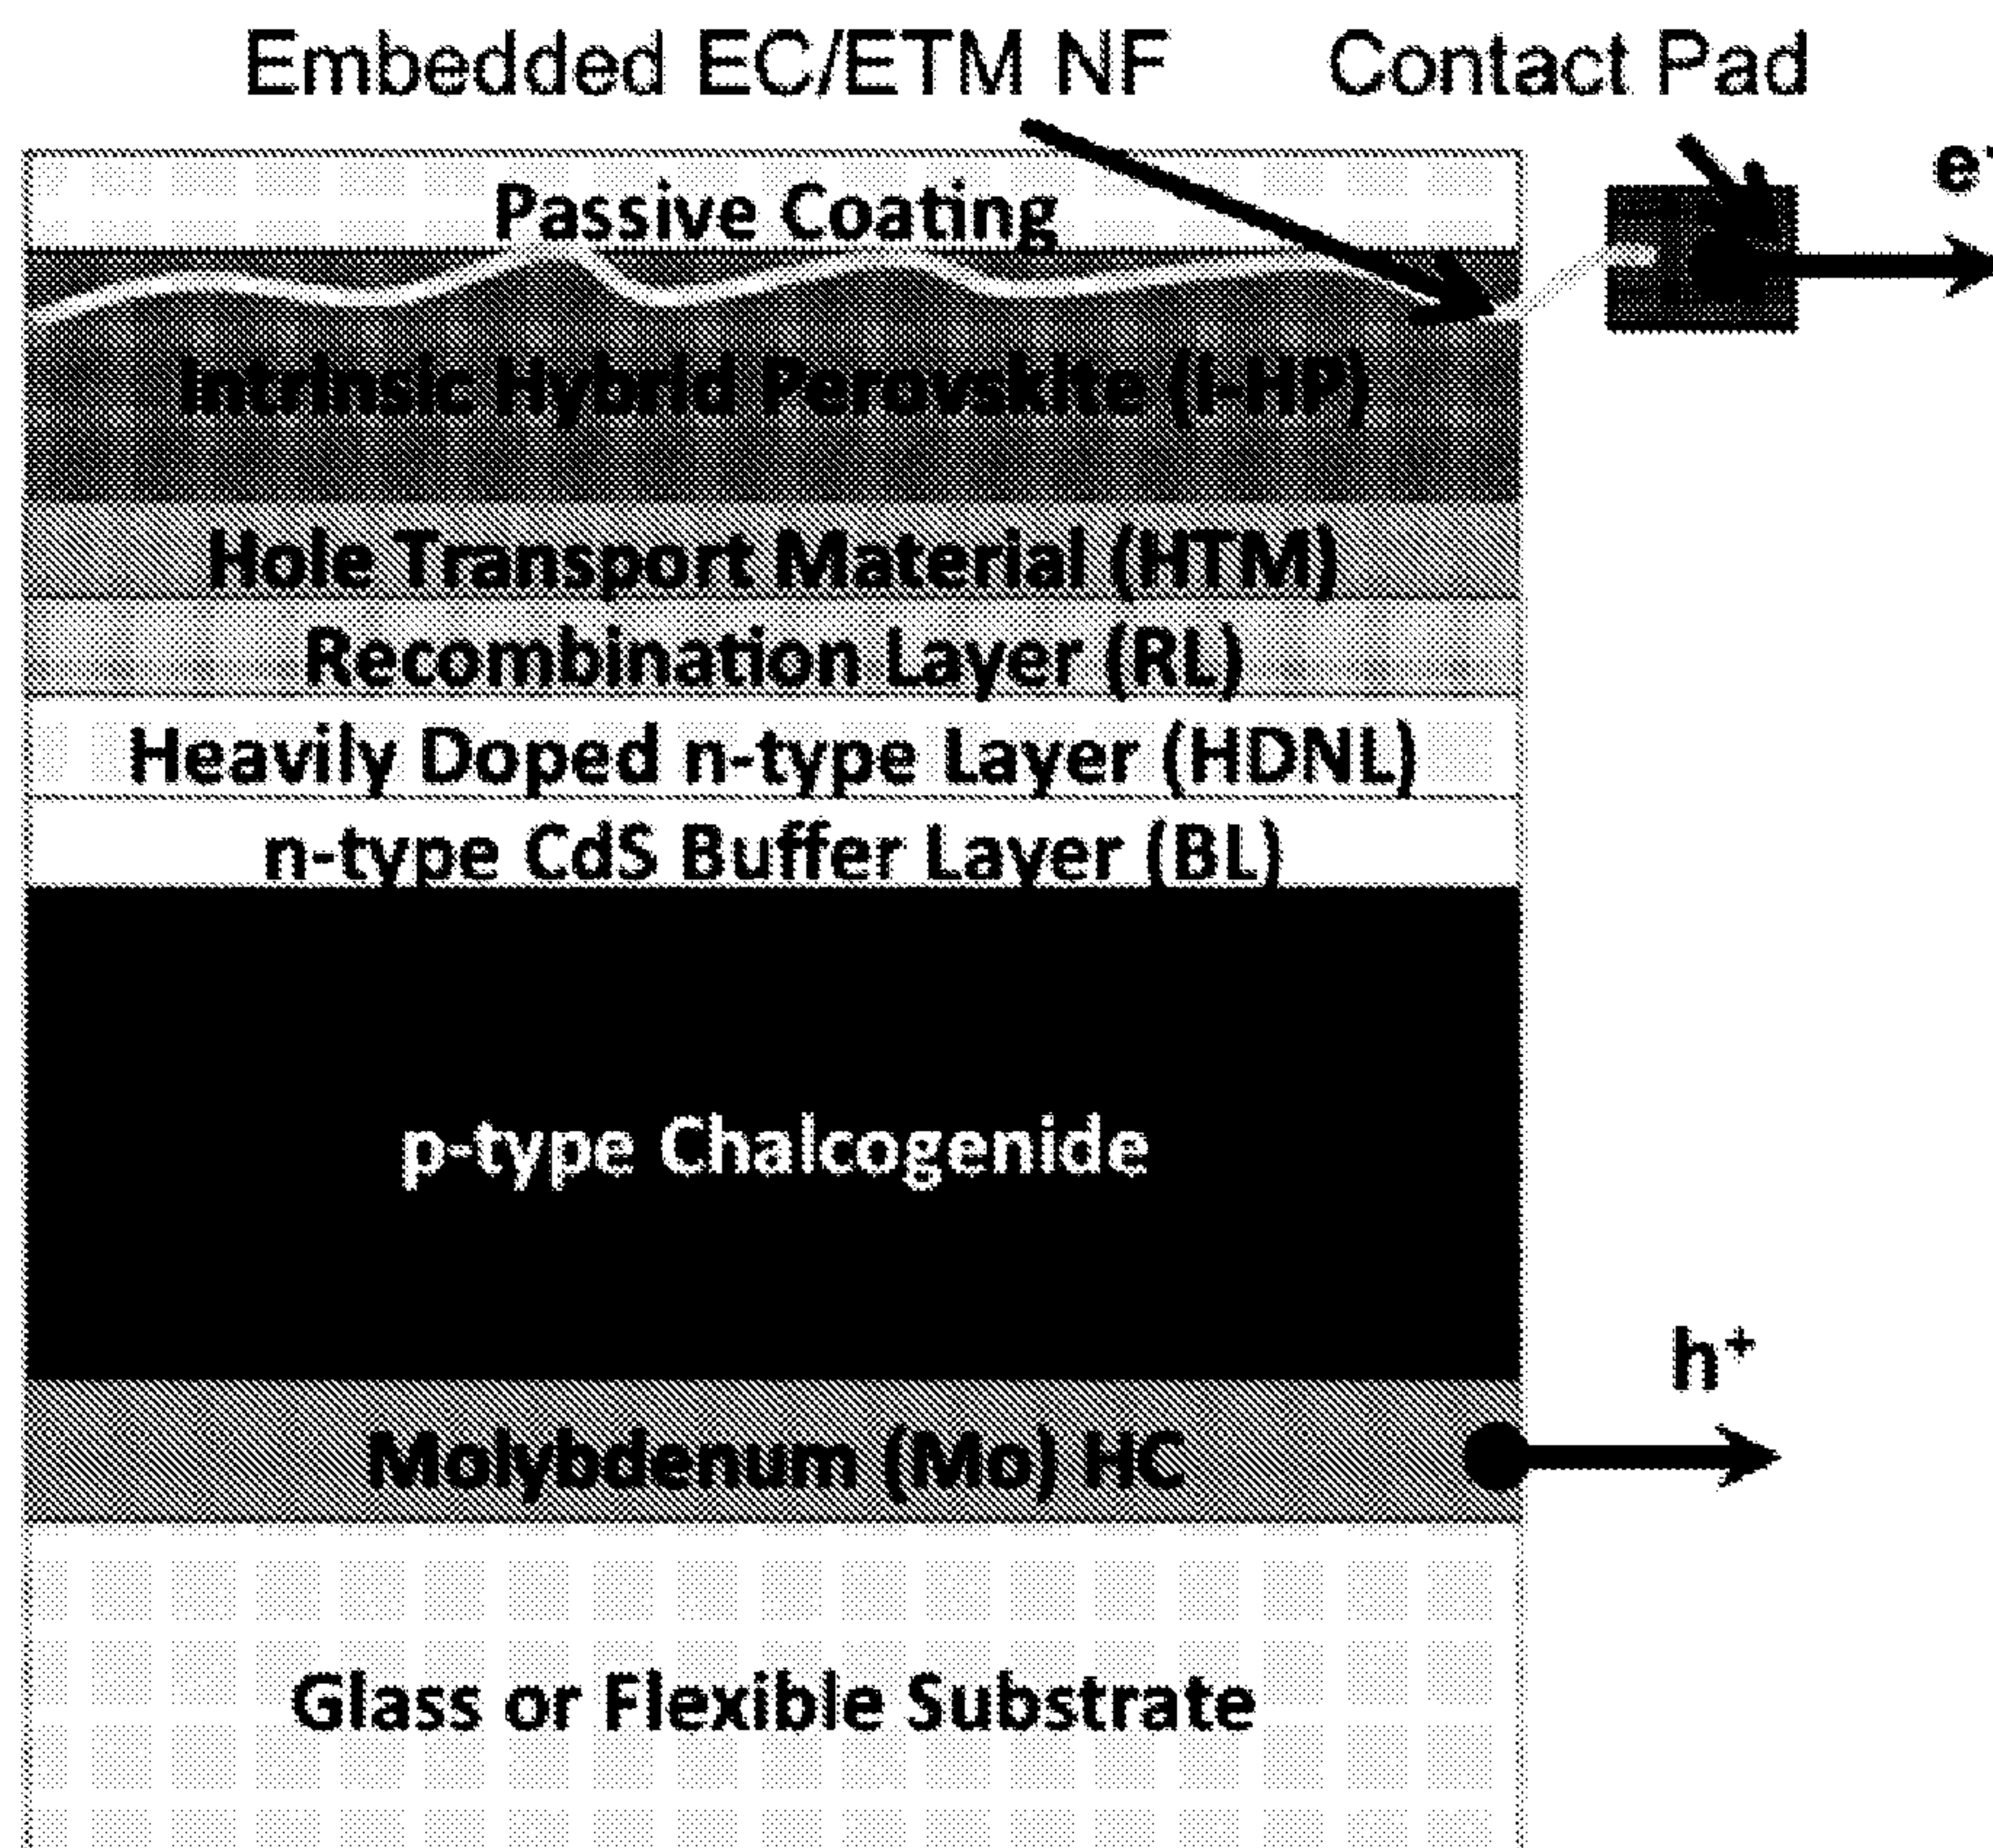 Embedded EC/ETM NF Contact Pad
e-
Passive Coating
Intrinsic Hybrid Perovskite (I-HP)
Hole Transport Material (HTM)
Recombination Layer (RL)
Heavily Doped n-type Layer (HDNL)
n-type CdS Buffer Layer (BL)
p-type Chalcogenide
h+
Molybdenum (Mo) HC
Glass or Flexible Substrate